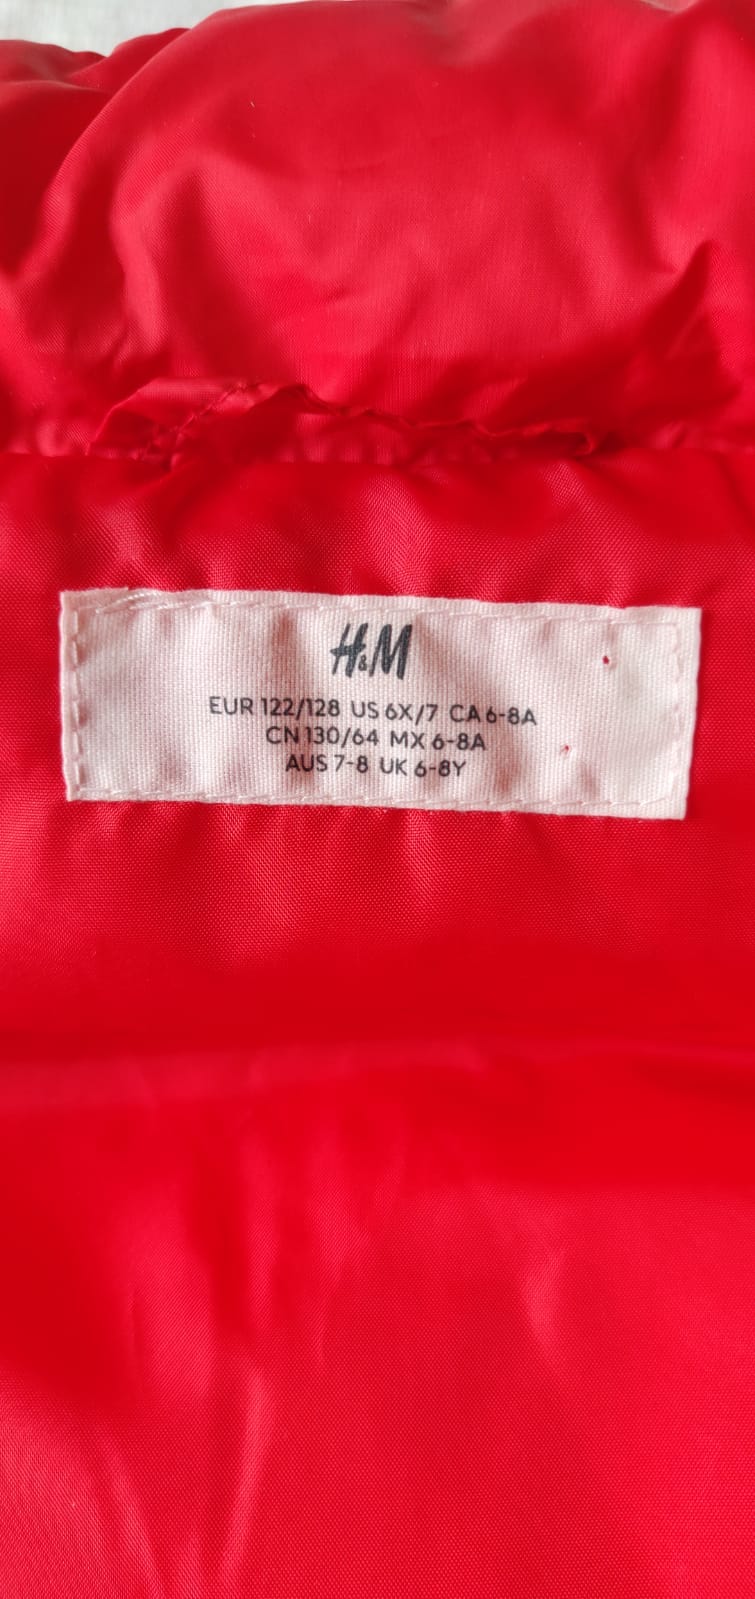 H&M
EUR 122/128 US 6X/7 CA 6-8A
CN 130/64 MX 6-8A
AUS 7-8 UK 6-8Y